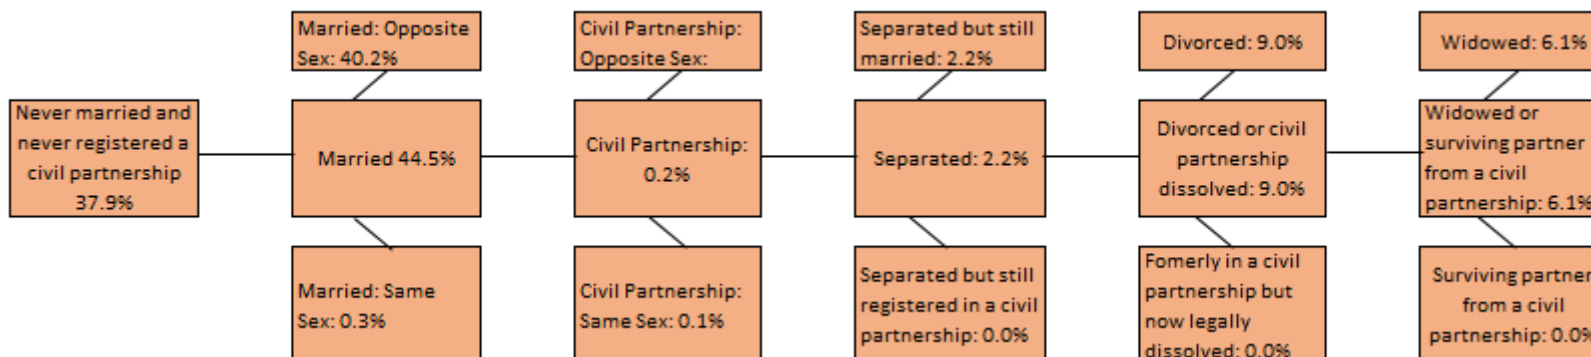 Never married and
never registered a
civil partnership
37.9%
Married: Opposite
Sex: 40.2%
Married 44.5%
Married: Same
Sex: 0.3%
Civil Partnership:
Opposite Sex:
Civil Partnership:
0.2%
Civil Partnership:
Same Sex: 0.1%
Separated but still
married: 2.2%
Separated: 2.2%
Separated but still
registered in a civil
partnership: 0.0%
Divorced: 9.0%
Divorced or civil
partnership
dissolved: 9.0%
Fomerly in a civil
partnership but
now legally
dissolved: 0.0%
Widowed: 6.1%
Widowed or
surviving partner
from a civil
partnership: 6.1%
Surviving partner
from a civil
partnership: 0.0%